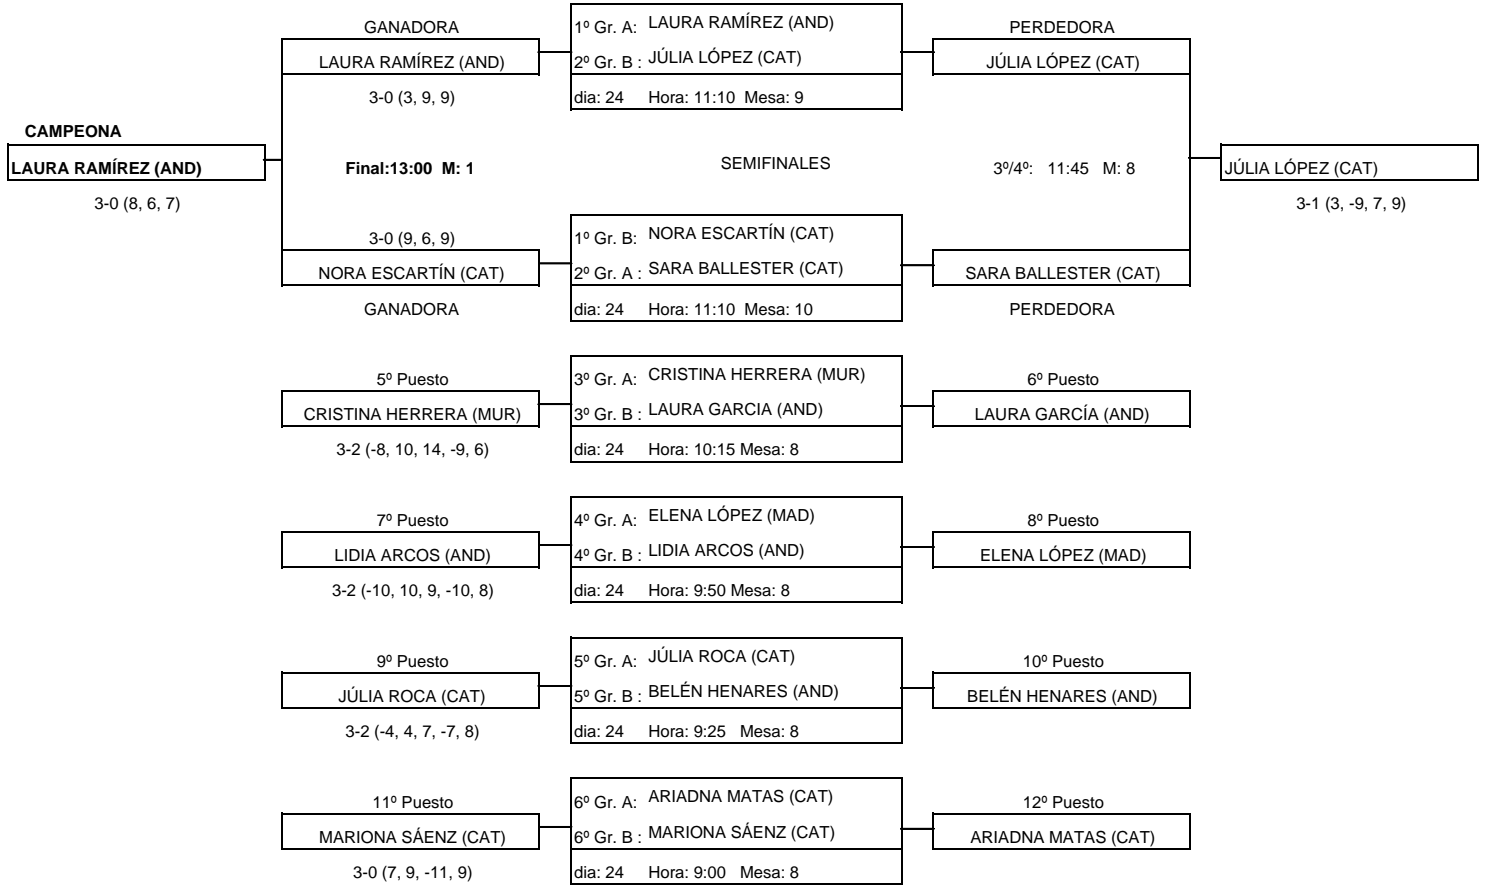 GANADORA
1º Gr. A: LAURA RAMÍREZ (AND)
PERDEDORA
LAURA RAMÍREZ (AND)
2º Gr. B : JÚLIA LÓPEZ (CAT)
JÚLIA LÓPEZ (CAT)
3-0 (3, 9, 9)
dia: 24 Hora: 11:10 Mesa: 9
CAMPEONA
LAURA RAMÍREZ (AND)
Final:13:00 M: 1
SEMIFINALES
3º/4º: 11:45 M: 8
JÚLIA LÓPEZ (CAT)
3-0 (8, 6, 7)
3-1 (3, -9, 7, 9)
3-0 (9, 6, 9)
1º Gr. B: NORA ESCARTÍN (CAT)
NORA ESCARTÍN (CAT)
2º Gr. A : SARA BALLESTER (CAT)
SARA BALLESTER (CAT)
GANADORA
dia: 24 Hora: 11:10 Mesa: 10
PERDEDORA
5º Puesto
3º Gr. A: CRISTINA HERRERA (MUR)
6º Puesto
CRISTINA HERRERA (MUR)
3º Gr. B : LAURA GARCIA (AND)
LAURA GARCÍA (AND)
3-2 (-8, 10, 14, -9, 6)
dia: 24 Hora: 10:15 Mesa: 8
7º Puesto
4º Gr. A: ELENA LÓPEZ (MAD)
8º Puesto
LIDIA ARCOS (AND)
4º Gr. B : LIDIA ARCOS (AND)
ELENA LÓPEZ (MAD)
3-2 (-10, 10, 9, -10, 8)
dia: 24 Hora: 9:50 Mesa: 8
9º Puesto
5º Gr. A: JÚLIA ROCA (CAT)
10º Puesto
JÚLIA ROCA (CAT)
5º Gr. B : BELÉN HENARES (AND)
BELÉN HENARES (AND)
3-2 (-4, 4, 7, -7, 8)
dia: 24 Hora: 9:25 Mesa: 8
11º Puesto
6º Gr. A: ARIADNA MATAS (CAT)
12º Puesto
MARIONA SÁENZ (CAT)
6º Gr. B : MARIONA SÁENZ (CAT)
ARIADNA MATAS (CAT)
3-0 (7, 9, -11, 9)
dia: 24 Hora: 9:00 Mesa: 8